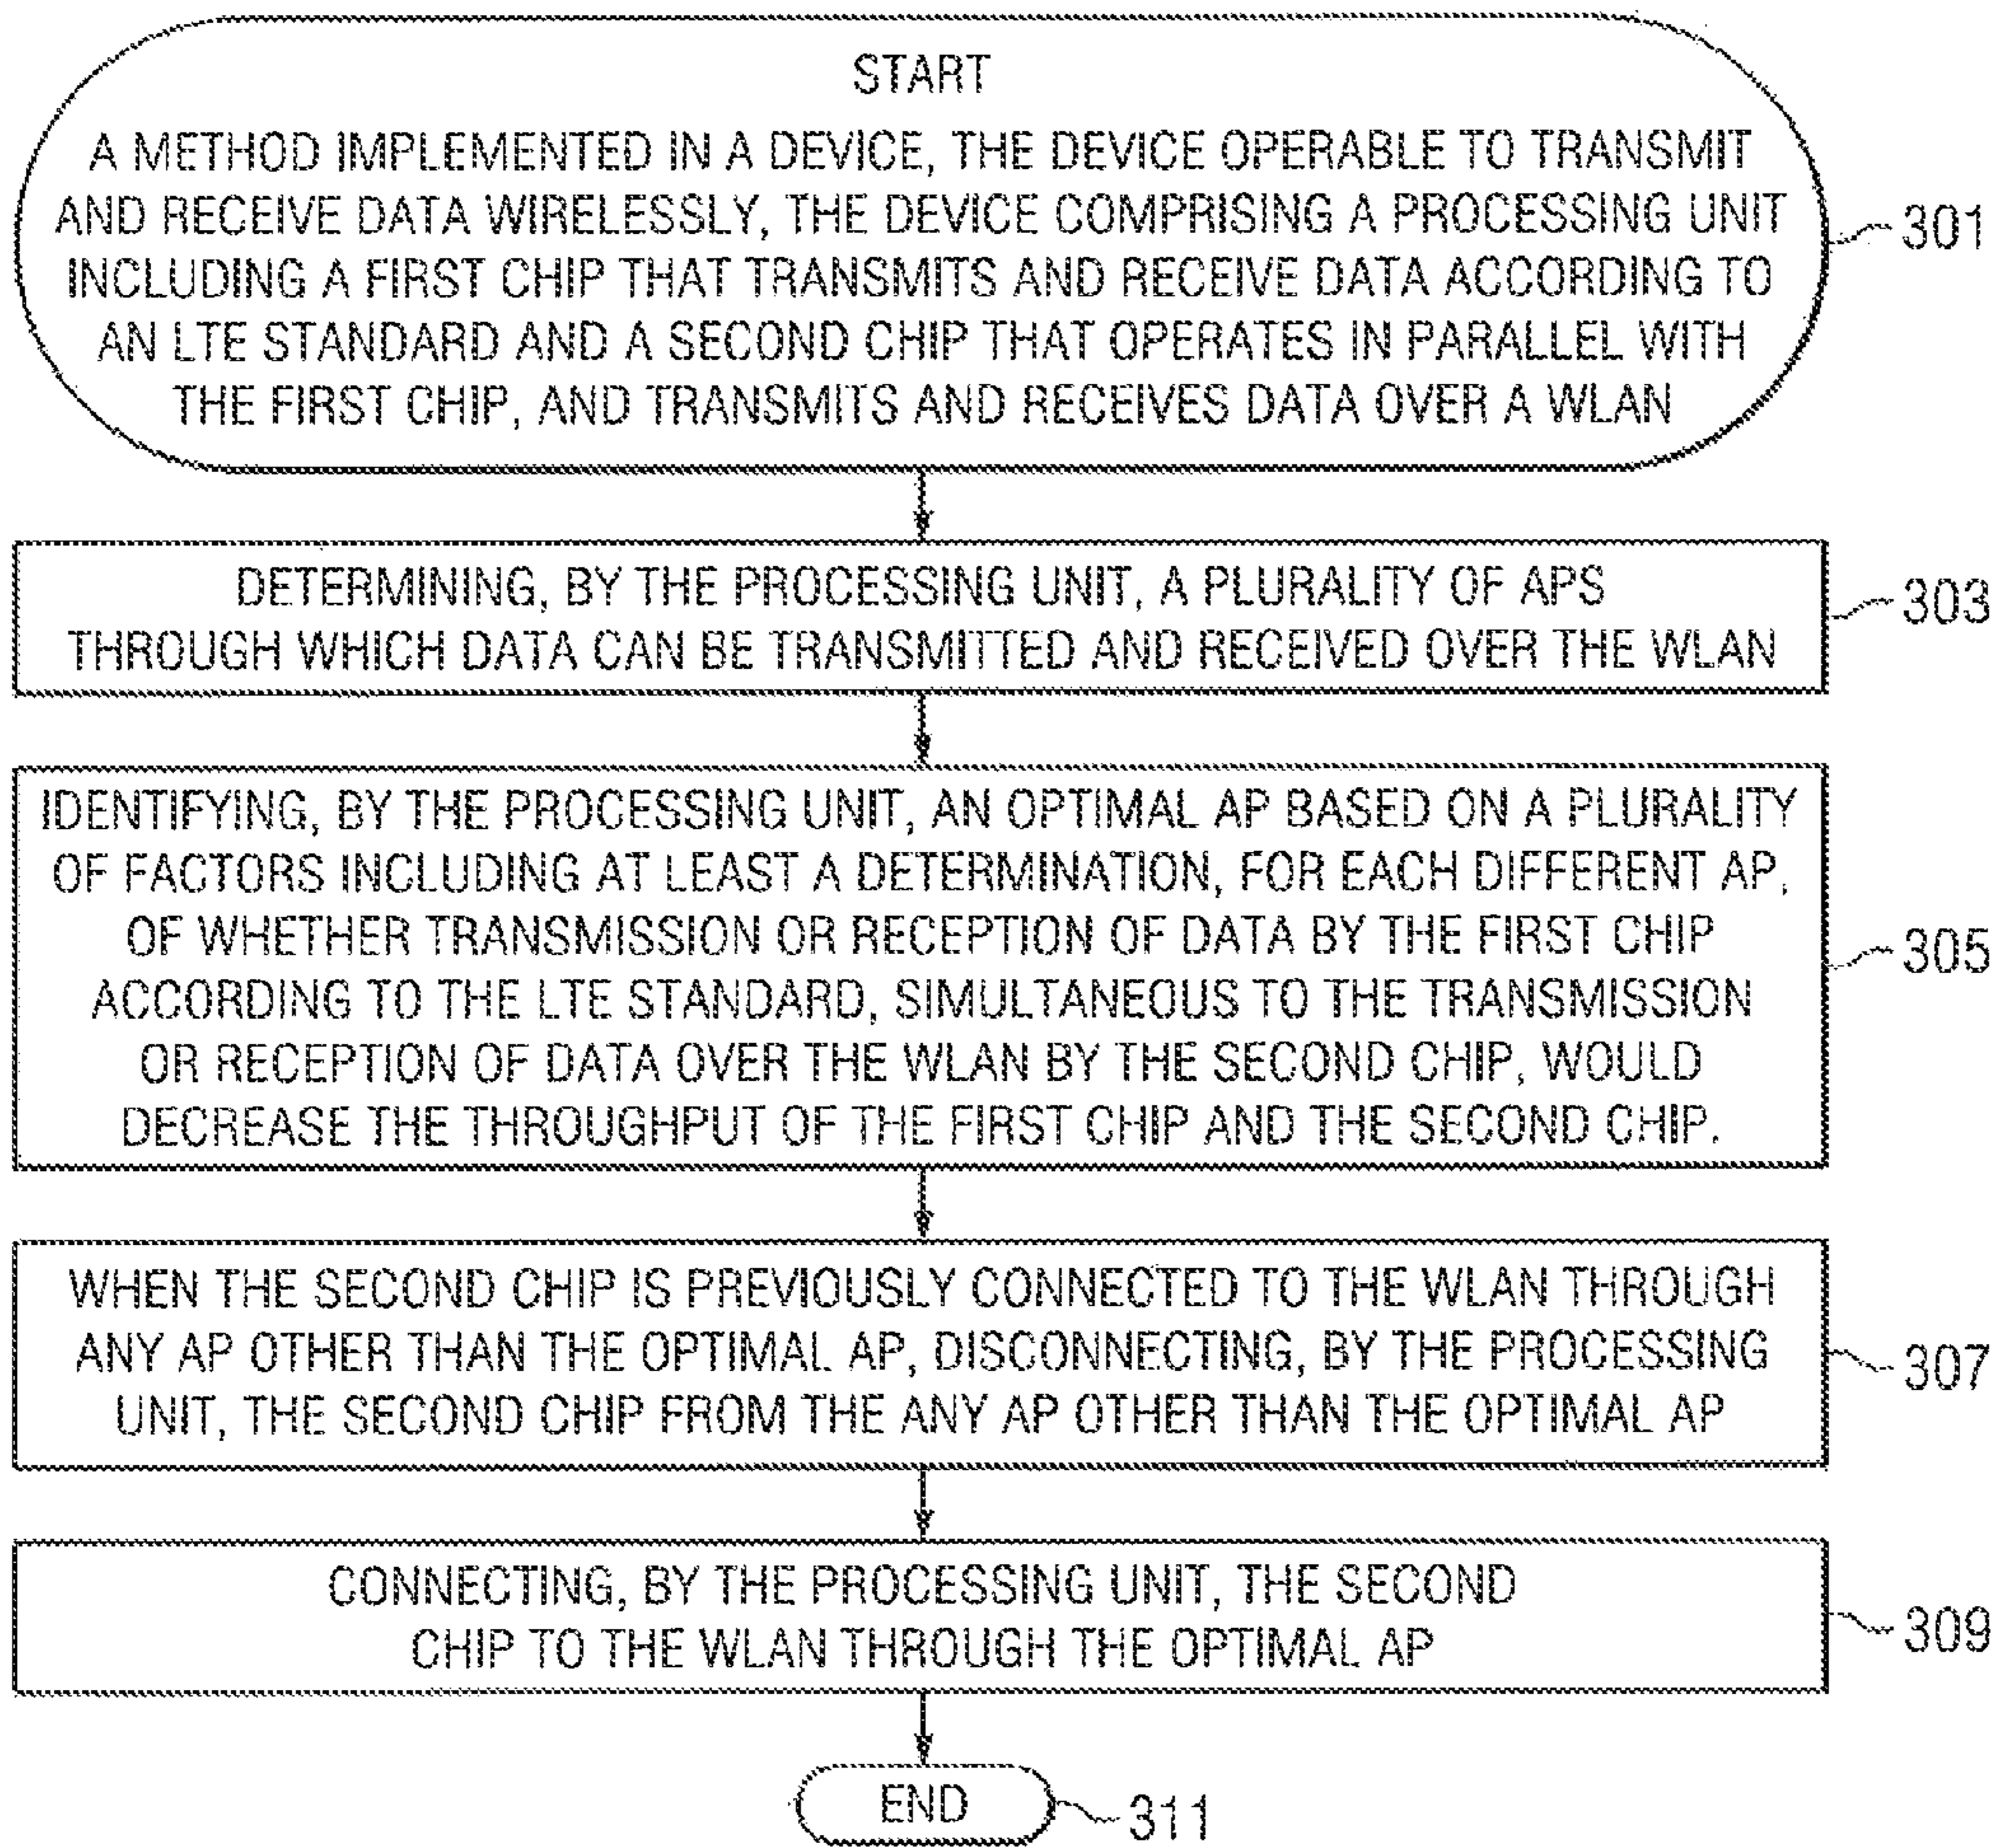 START
A METHOD IMPLEMENTED IN A DEVICE, THE DEVICE OPERABLE TO TRANSMIT
AND RECEIVE DATA WIRELESSLY, THE DEVICE COMPRISING A PROCESSING UNIT
INCLUDING A FIRST CHIP THAT TRANSMITS AND RECEIVE DATA ACCORDING TO
AN LTE STANDARD AND A SECOND CHIP THAT OPERATES IN PARALLEL WITH
THE FIRST CHIP, AND TRANSMITS AND RECEIVES DATA OVER A WLAN
301
DETERMINING, BY THE PROCESSING UNIT, A PLURALITY OF APS
THROUGH WHICH DATA CAN BE TRANSMITTED AND RECEIVED OVER THE WLAN
303
IDENTIFYING, BY THE PROCESSING UNIT, AN OPTIMAL AP BASED ON A PLURALITY
OF FACTORS INCLUDING AT LEAST A DETERMINATION, FOR EACH DIFFERENT AP,
OF WHETHER TRANSMISSION OR RECEPTION OF DATA BY THE FIRST CHIP
ACCORDING TO THE LTE STANDARD, SIMULTANEOUS TO THE TRANSMISSION
OR RECEPTION OF DATA OVER THE WLAN BY THE SECOND CHIP, WOULD
DECREASE THE THROUGHPUT OF THE FIRST CHIP AND THE SECOND CHIP.
305
WHEN THE SECOND CHIP IS PREVIOUSLY CONNECTED TO THE WLAN THROUGH
ANY AP OTHER THAN THE OPTIMAL AP, DISCONNECTING, BY THE PROCESSING
UNIT, THE SECOND CHIP FROM THE ANY AP OTHER THAN THE OPTIMAL AP
307
CONNECTING, BY THE PROCESSING UNIT, THE SECOND
CHIP TO THE WLAN THROUGH THE OPTIMAL AP
309
END
311